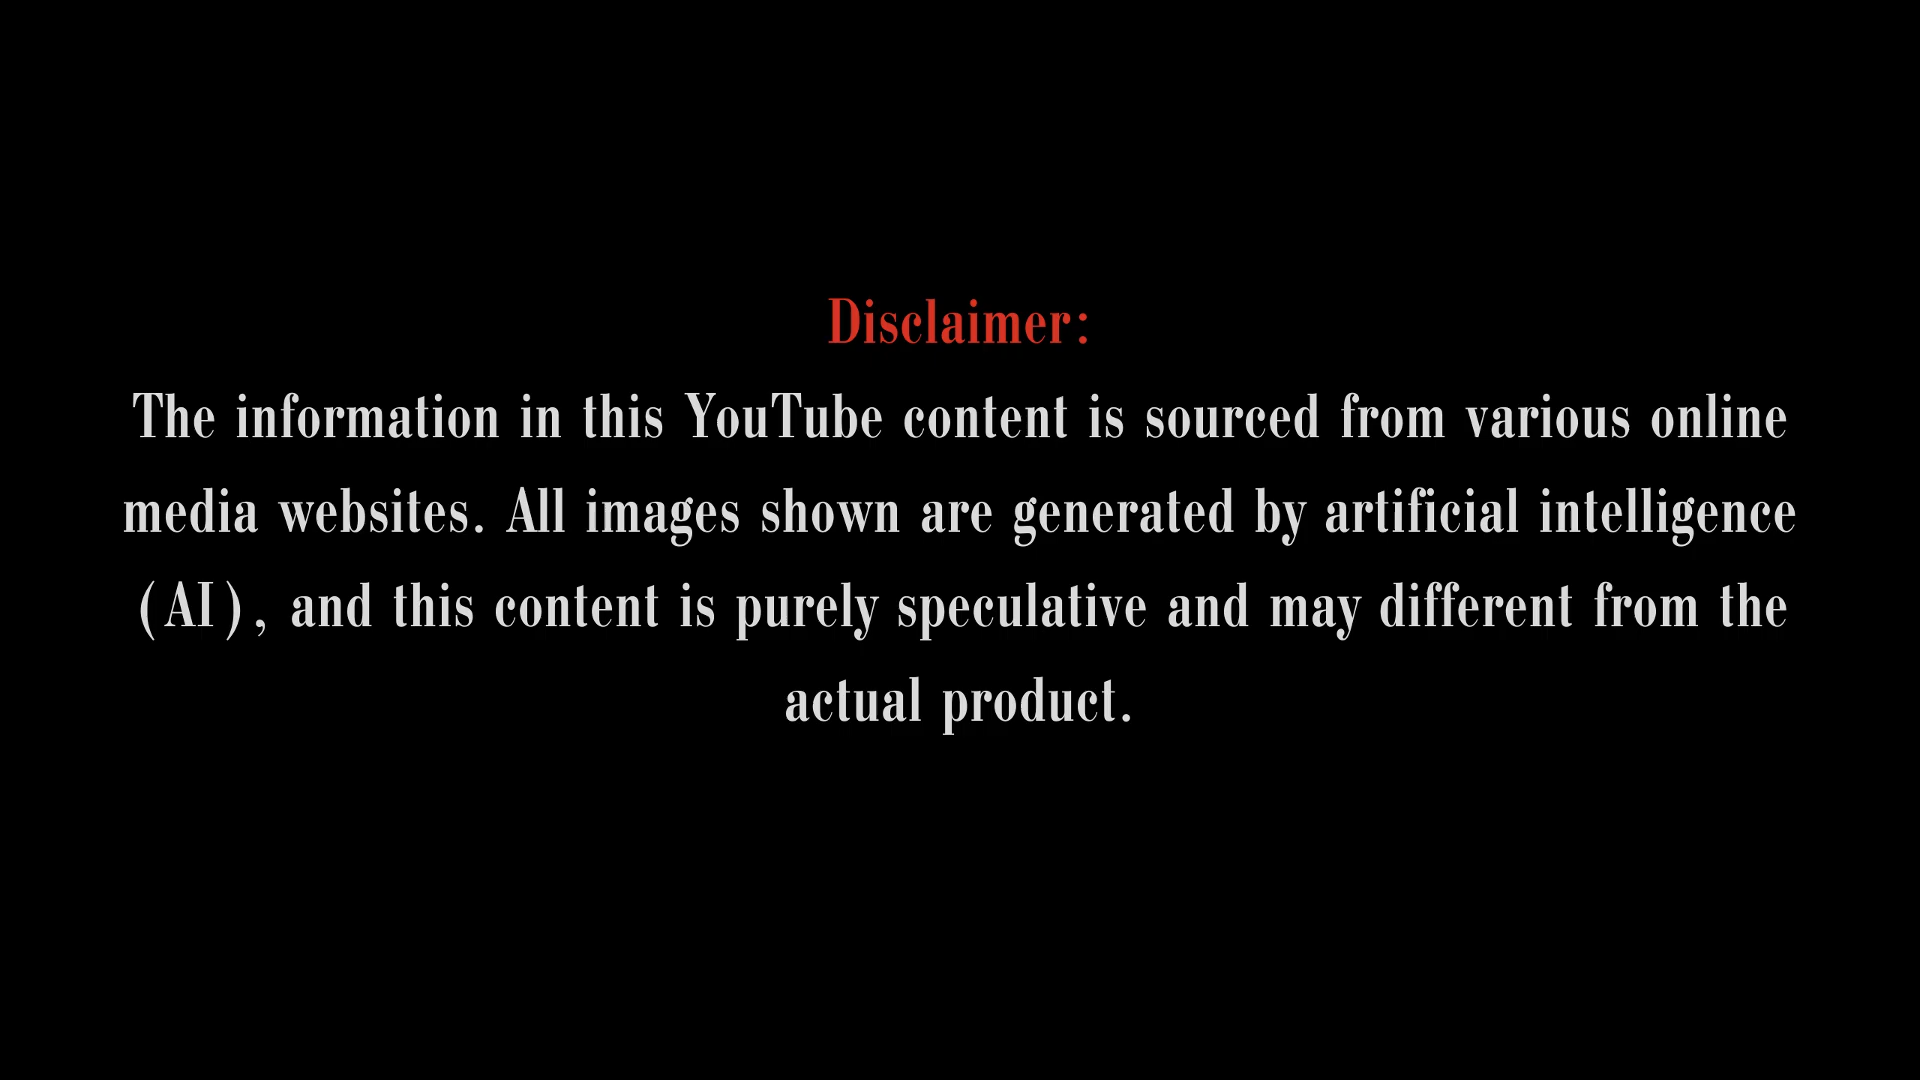 Disclaimer:
The information in this YouTube content is sourced from various online
media websites. All images shown are generated by artificial intelligence
(AI), and this content is purely speculative and may different from the
actual product.